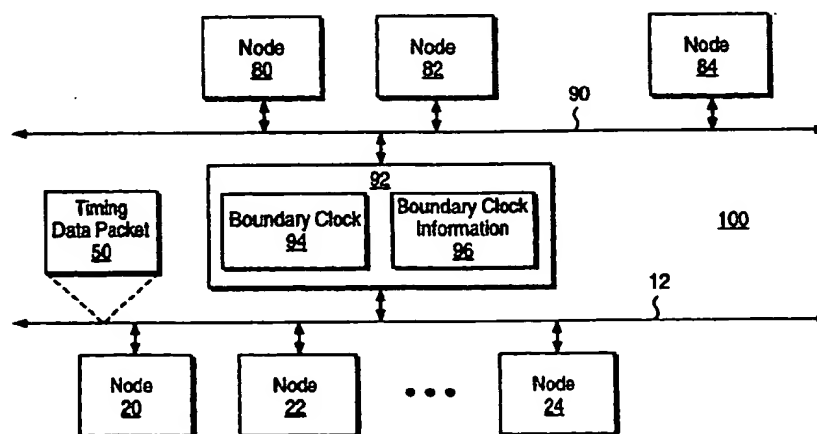 Node
80
Node
82
Node
84
90
92
Timing
Data Packet
50
Boundary Clock
94
Boundary Clock
Information
96
100
12
Node
20
Node
22
Node
24